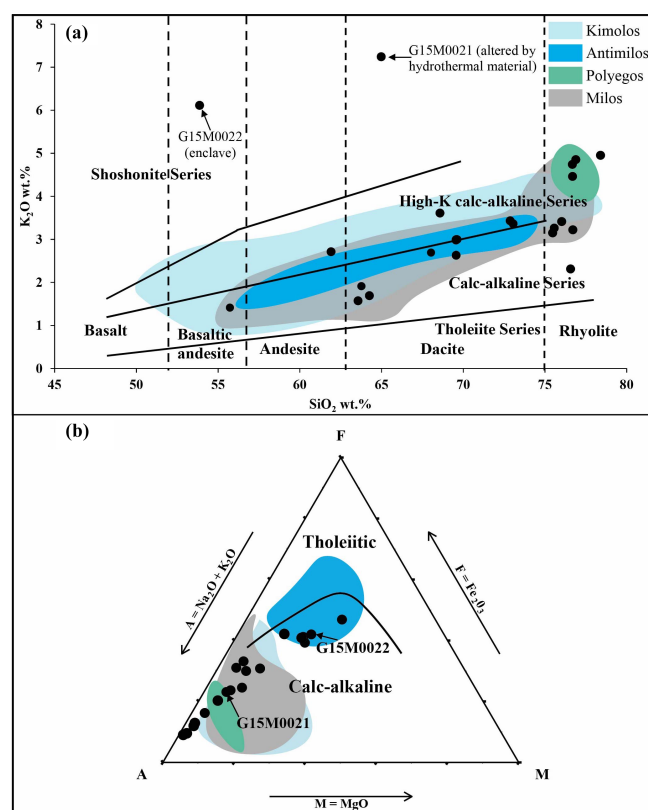 (a)
Kimolos
Antimilos
Polyegos
Milos
G15M0021 (altered by
hydrothermal material)
G15M0022
(enclave)
Shoshonite Series
High-K calc-alkaline Series
Calc-alkaline Series
Tholeiite Series
Basalt
Basaltic
andesite
Andesite
Dacite
Rhyolite
K₂O wt.%
8
7
6
5
4
3
2
1
0
45 50 55 60 65 70 75 80
SiO₂ wt.%
(b)
F
Tholeiitic
A = Na₂O + K₂O
F = Fe₂0₃
G15M0022
Calc-alkaline
G15M0021
A
M
M = MgO